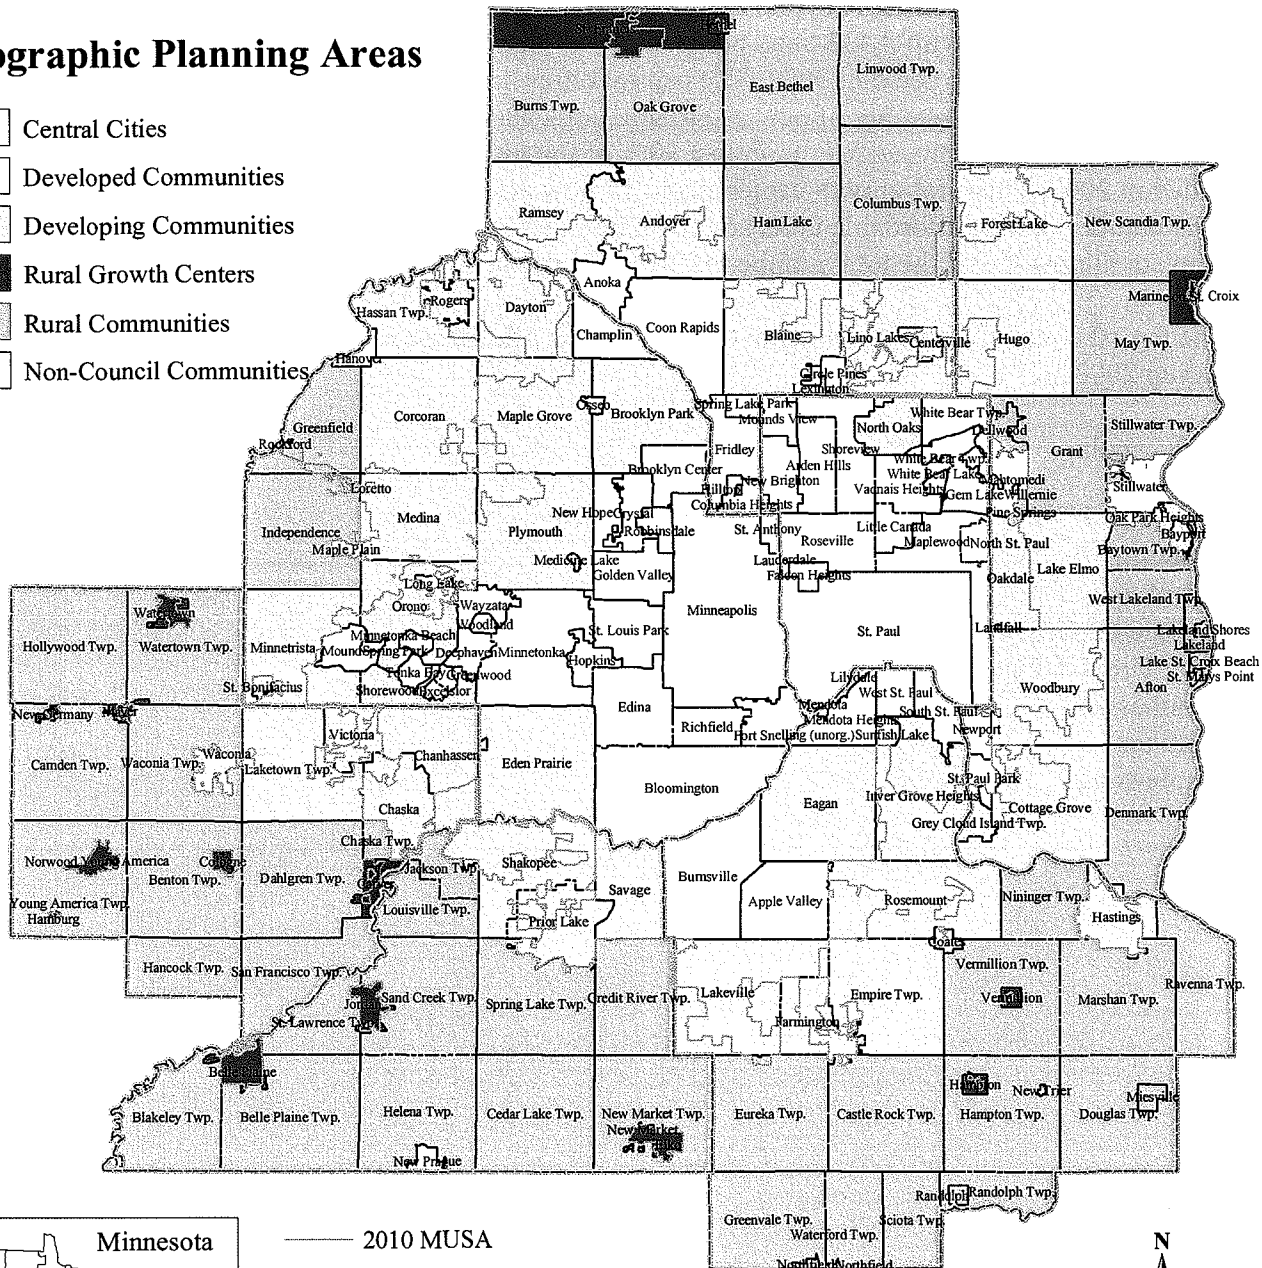 ographic Planning Areas
Central Cities
Developed Communities
Developing Communities
Rural Growth Centers
Rural Communities
Non-Council Communities
Linwood Twp.
East Bethel
Burns Twp.
Oak Grove
Columbus Twp.
Ramsey
Andover
Ham Lake
Forest Lake
New Scandia Twp.
Anoka
Rogers
Dayton
Hassan Twp.
Marine St. Croix
Champlin
Coon Rapids
Blaine
Lino Lakes
Centerville
Hugo
May Twp.
Hanover
Circle Pines
Lexington
Corcoran
Maple Grove
Osseo
Brooklyn Park
Spring Lake Park
Mounds View
White Bear Twp.
Greenfield
North Oaks
Stillwater Twp.
Rockford
Fridley
Shoreview
Grant
White Bear Twp.
Brooklyn Center
Arden Hills
White Bear Lake
Mahtomedi
Loretto
Hilltop
New Brighton
Vadnais Heights
Gem Lake
Willernie
Stillwater
Columbia Heights
Pine Springs
Medina
New Hope
Crystal
Oak Park Heights
Independence
Plymouth
Robbinsdale
St. Anthony
Little Canada
Bayport
Roseville
Maplewood
North St. Paul
Maple Plain
Baytown Twp.
Medicine Lake
Lauderdale
Lake Elmo
Golden Valley
Falcon Heights
Oakdale
Long Lake
West Lakeland Twp.
Orono
Wayzata
Minneapolis
Watertown
Woodland
St. Louis Park
St. Paul
Landfall
Lakeland Shores
Minnetonka Beach
Hollywood Twp.
Watertown Twp.
Minnetrista
Mound
Spring Park
Deephaven
Minnetonka
Lakeland
Hopkins
Lake St. Croix Beach
Tonka Bay
Greenwood
Lilydale
St. Marys Point
St. Bonifacius
Shorewood
Excelsior
West St. Paul
Woodbury
Afton
Edina
Mendota
South St. Paul
New Germany
Mayer
Mendota Heights
Richfield
Newport
Victoria
Fort Snelling (unorg.)
Sunfish Lake
Waconia
Chanhassen
Camden Twp.
Waconia Twp.
Laketown Twp.
Eden Prairie
St. Paul Park
Bloomington
Inver Grove Heights
Chaska
Eagan
Cottage Grove
Denmark Twp.
Grey Cloud Island Twp.
Chaska Twp.
Norwood Young America
Cologne
Jackson Twp.
Shakopee
Benton Twp.
Dahlgren Twp.
Burnsville
Savage
Young America Twp.
Louisville Twp.
Apple Valley
Rosemount
Nininger Twp.
Hamburg
Prior Lake
Hastings
Coates
Hancock Twp.
San Francisco Twp.
Vermillion Twp.
Ravenna Twp.
Lakeville
Empire Twp.
Vermillion
Marshan Twp.
Jordan
Sand Creek Twp.
Spring Lake Twp.
Credit River Twp.
St. Lawrence Twp.
Farmington
Belle Plaine
Hampton
New Trier
Miesville
Blakeley Twp.
Belle Plaine Twp.
Helena Twp.
Cedar Lake Twp.
New Market Twp.
Eureka Twp.
Castle Rock Twp.
Hampton Twp.
Douglas Twp.
New Market
New Prague
Randolph
Randolph Twp.
Greenvale Twp.
Sciota Twp.
Waterford Twp.
Northfield
Minnesota
2010 MUSA
N